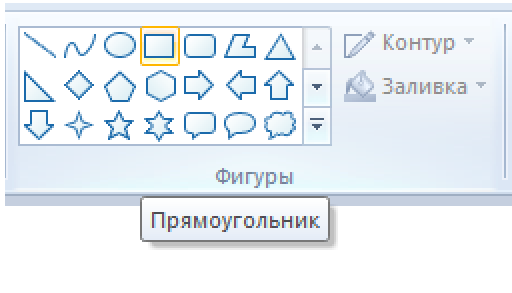 Контур
Заливка
Фигуры
Прямоугольник